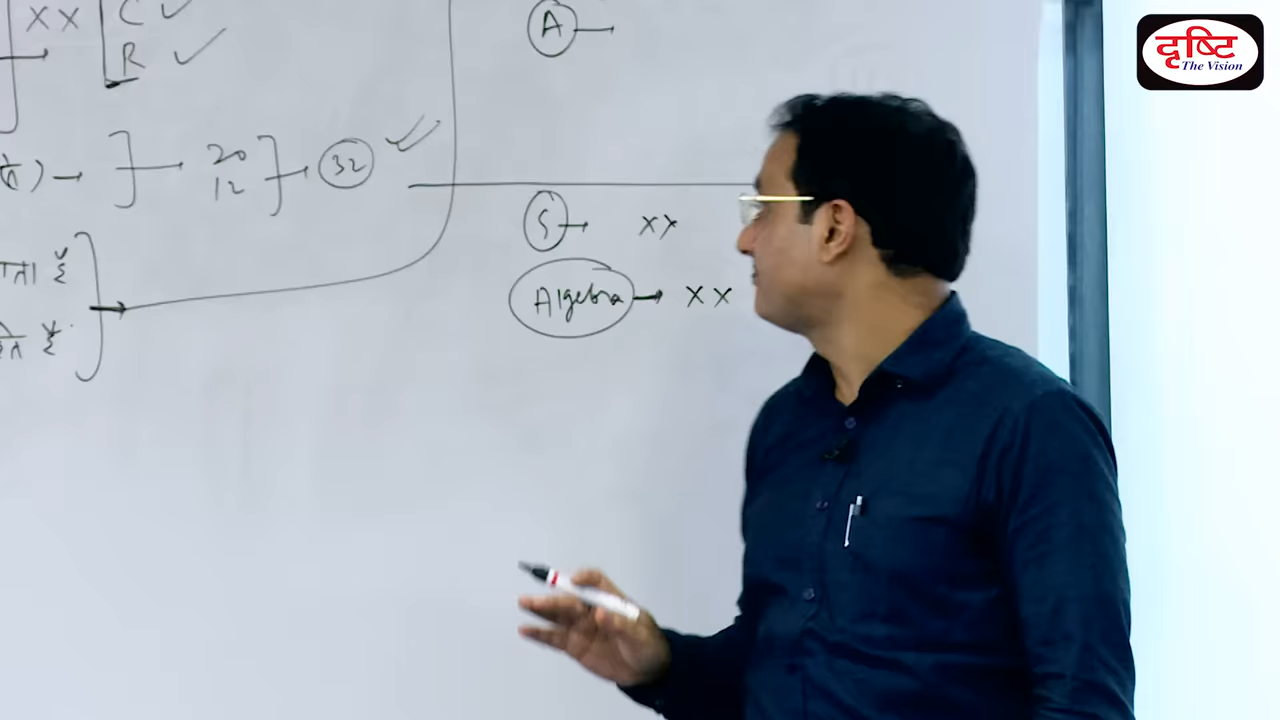 XX [ C ✓
R ✓
→ } → 20
12 } → 32 ✓
A →
S → XX
Algebra → XX
दृष्टि
The Vision